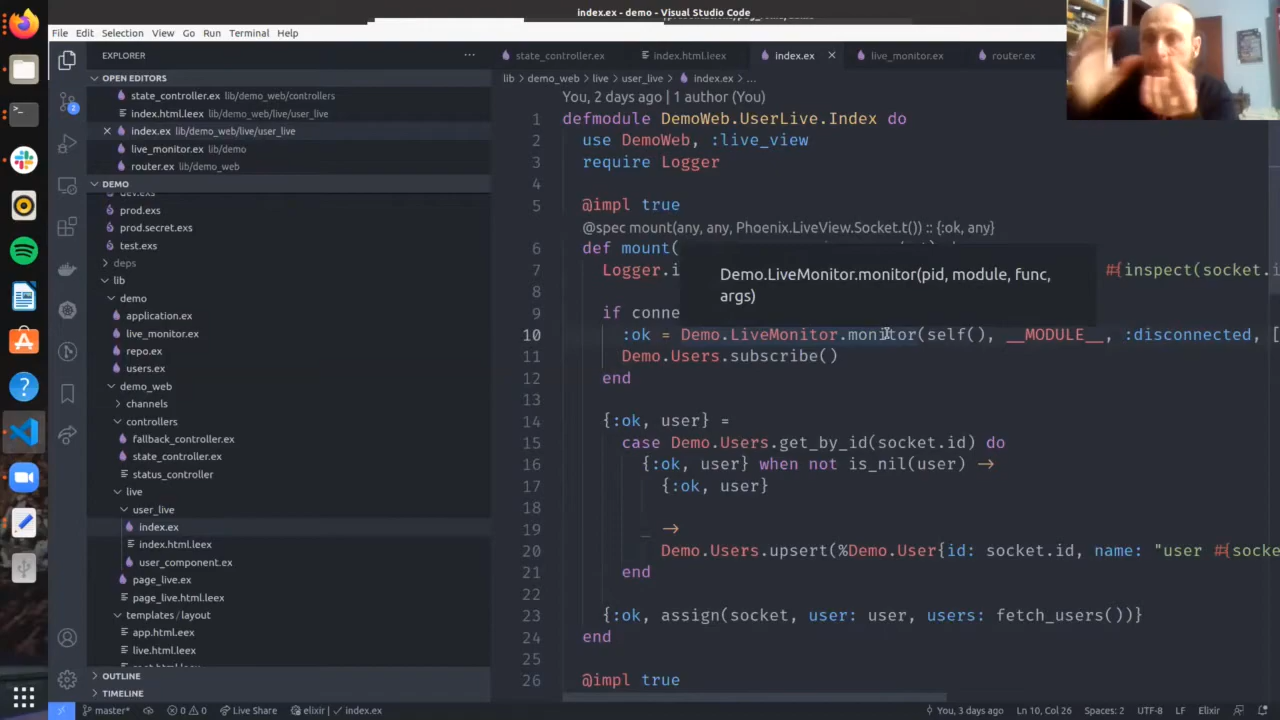 index.ex - demo - Visual Studio Code
File Edit Selection View Go Run Terminal Help
EXPLORER
state_controller.ex index.html.leex index.ex live_monitor.ex router.ex
OPEN EDITORS
state_controller.ex lib/demo_web/controllers
index.html.leex lib/demo_web/live/user_live
index.ex lib/demo_web/live/user_live
live_monitor.ex lib/demo
router.ex lib/demo_web
DEMO
dev.exs
prod.exs
prod.secret.exs
test.exs
deps
lib
demo
application.ex
live_monitor.ex
repo.ex
users.ex
demo_web
channels
controllers
fallback_controller.ex
state_controller.ex
status_controller
live
user_live
index.ex
index.html.leex
user_component.ex
page_live.ex
page_live.html.leex
templates / layout
app.html.leex
live.html.leex
OUTLINE
TIMELINE
lib > demo_web > live > user_live > index.ex > ...
You, 2 days ago | 1 author (You)
1 defmodule DemoWeb.UserLive.Index do
2 use DemoWeb, :live_view
3 require Logger
4
5 @impl true
@spec mount(any, any, Phoenix.LiveView.Socket.t()) :: {:ok, any}
6 def mount(
7 Logger.i #{inspect(socket.i
Demo.LiveMonitor.monitor(pid, module, func,
args)
8
9 if conne
10 :ok = Demo.LiveMonitor.monitor(self(), __MODULE__, :disconnected, [
11 Demo.Users.subscribe()
12 end
13
14 {:ok, user} =
15 case Demo.Users.get_by_id(socket.id) do
16 {:ok, user} when not is_nil(user) ->
17 {:ok, user}
18
19 _ ->
20 Demo.Users.upsert(%Demo.User{id: socket.id, name: "user #{socke
21 end
22
23 {:ok, assign(socket, user: user, users: fetch_users())}
24 end
25
26 @impl true
master* 0 0 Live Share elixir | ✓ index.ex You, 3 days ago Ln 10, Col 26 Spaces: 2 UTF-8 LF Elixir